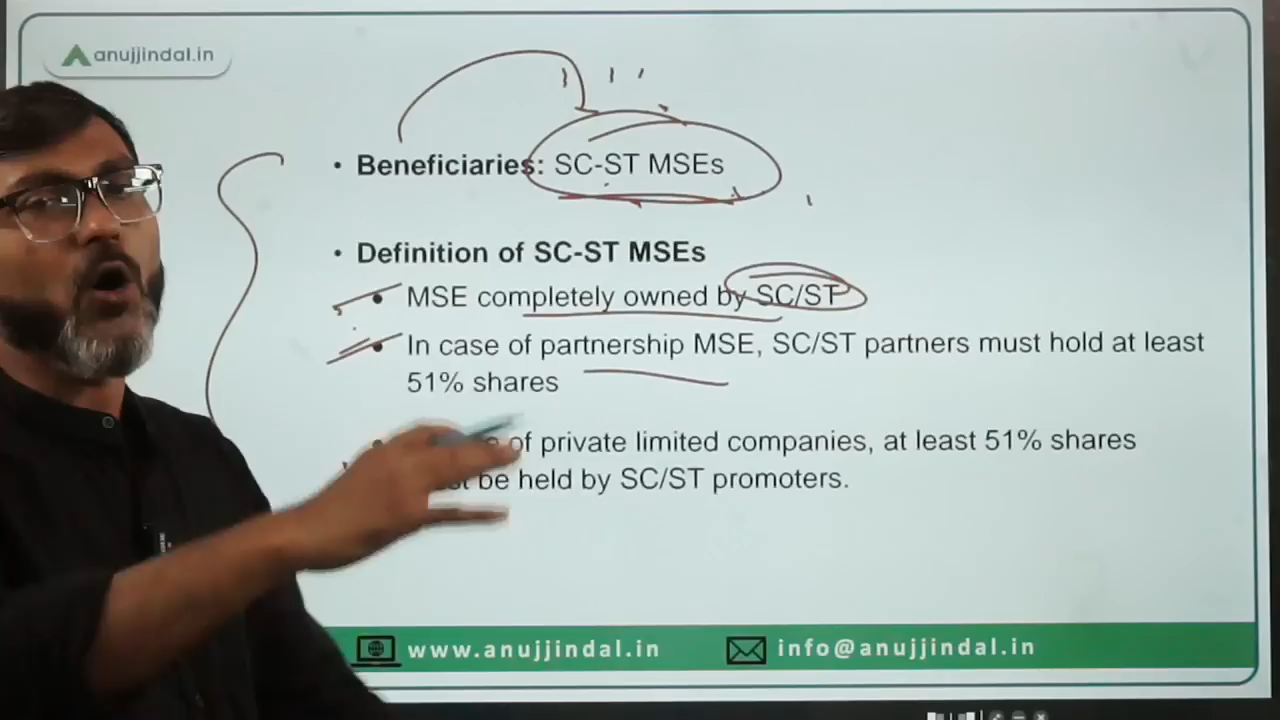 anujjindal.in
• Beneficiaries: SC-ST MSEs
• Definition of SC-ST MSEs
• MSE completely owned by SC/ST
• In case of partnership MSE, SC/ST partners must hold at least
51% shares
of private limited companies, at least 51% shares
be held by SC/ST promoters.
www.anujjindal.in
info@anujjindal.in